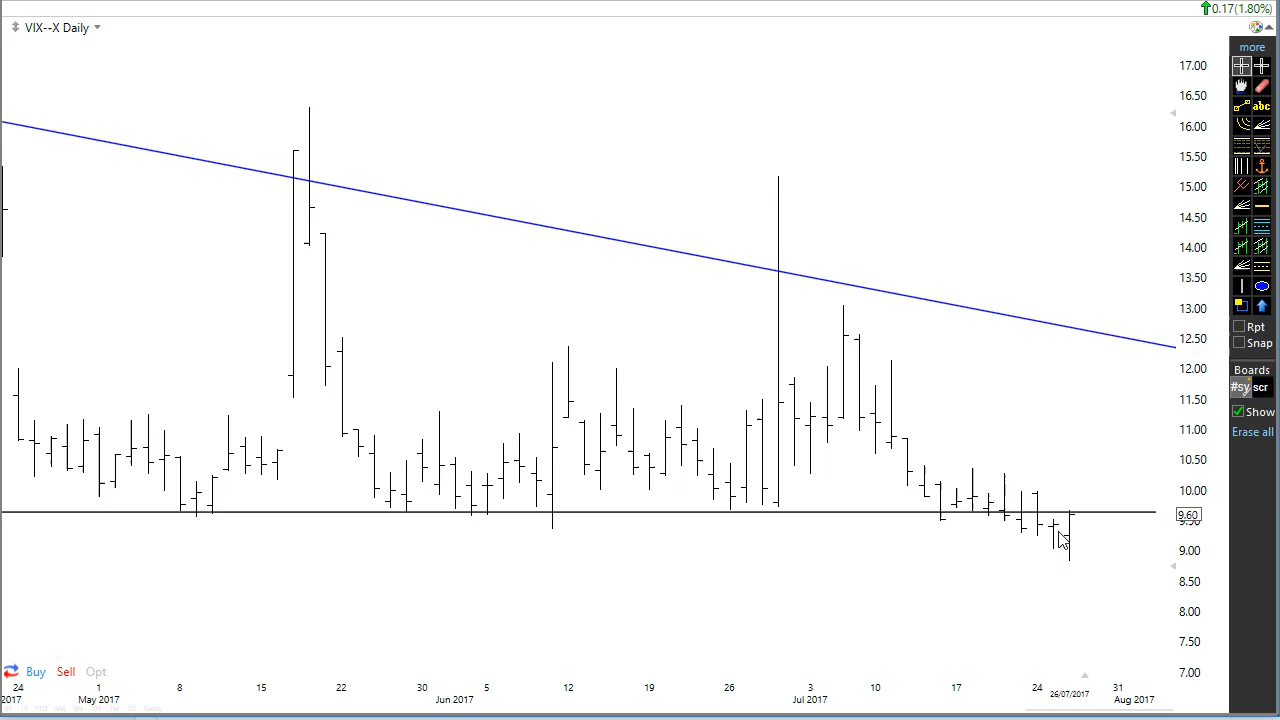 0.17(1.80%)
VIX--X Daily
more
17.00
16.50
16.00
15.50
15.00
14.50
14.00
13.50
13.00
12.50
12.00
11.50
11.00
10.50
10.00
9.60
9.50
9.00
8.50
8.00
7.50
7.00
abc
Rpt
Snap
Boards
#sy scr
Show
Erase all
Buy Sell Opt
24 1 8 15 22 30 5 12 19 26 3 10 17 24 31
2017 May 2017 Jun 2017 Jul 2017 26/07/2017 Aug 2017